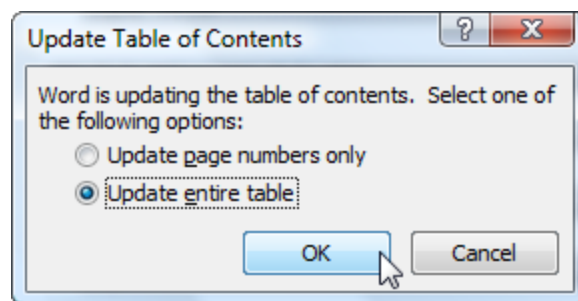 Update Table of Contents
Word is updating the table of contents. Select one of
the following options:
Update page numbers only
Update entire table
OK
Cancel